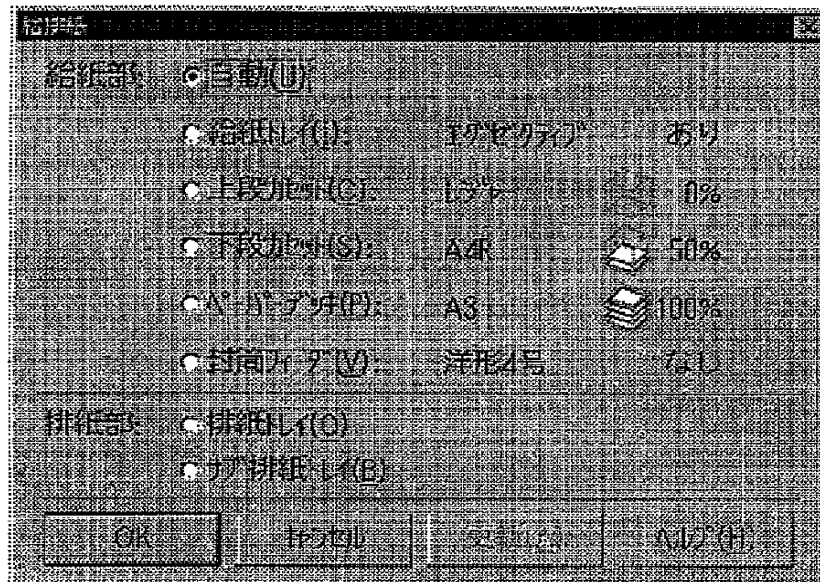 給排紙
給紙部: 自動(U)
給紙トレイ(I): エグゼクティブ あり
上段カセット(C): レター 0%
下段カセット(S): A4R 50%
ペーパーデッキ(P): A3 100%
封筒フィーダ(V): 洋形4号 なし
排紙部: 排紙トレイ(O)
サブ排紙トレイ(B)
OK キャンセル 更新(A) ヘルプ(H)